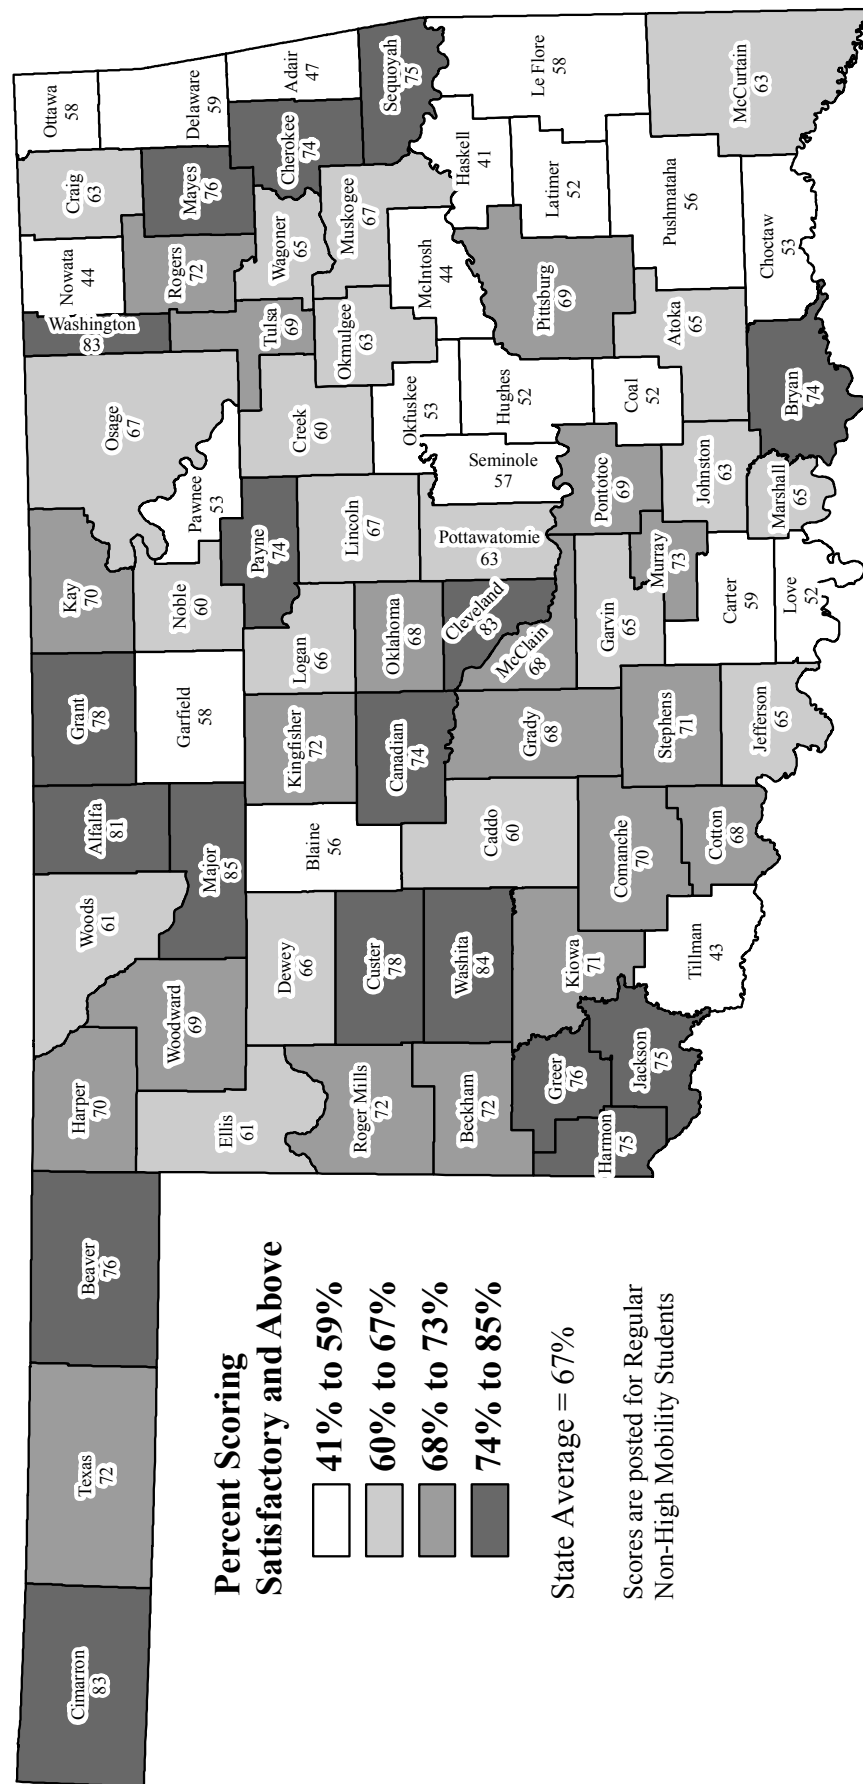 Cimarron
83
Texas
72
Beaver
76
Harper
70
Woods
61
Alfalfa
81
Grant
78
Kay
70
Osage
67
Washington
83
Nowata
44
Craig
63
Ottawa
58
Ellis
61
Woodward
69
Major
85
Garfield
58
Noble
60
Pawnee
53
Rogers
72
Mayes
76
Delaware
59
Roger Mills
72
Dewey
66
Blaine
56
Kingfisher
72
Logan
66
Payne
74
Creek
60
Tulsa
69
Wagoner
65
Cherokee
74
Adair
47
Beckham
72
Custer
78
Washita
84
Canadian
74
Oklahoma
68
Lincoln
67
Okfuskee
53
Okmulgee
63
Muskogee
67
Sequoyah
75
Caddo
60
Grady
68
Cleveland
83
McClain
68
Pottawatomie
63
Seminole
57
Hughes
52
McIntosh
44
Haskell
41
Le Flore
58
Harmon
75
Greer
76
Kiowa
71
Jackson
75
Tillman
43
Comanche
70
Cotton
68
Stephens
71
Jefferson
65
Garvin
65
Murray
73
Carter
59
Love
52
Pontotoc
69
Johnston
63
Marshall
65
Coal
52
Atoka
65
Bryan
74
Pittsburg
69
Latimer
52
Pushmataha
56
Choctaw
53
McCurtain
63
Percent Scoring
Satisfactory and Above
41% to 59%
60% to 67%
68% to 73%
74% to 85%
State Average = 67%
Scores are posted for Regular
Non-High Mobility Students